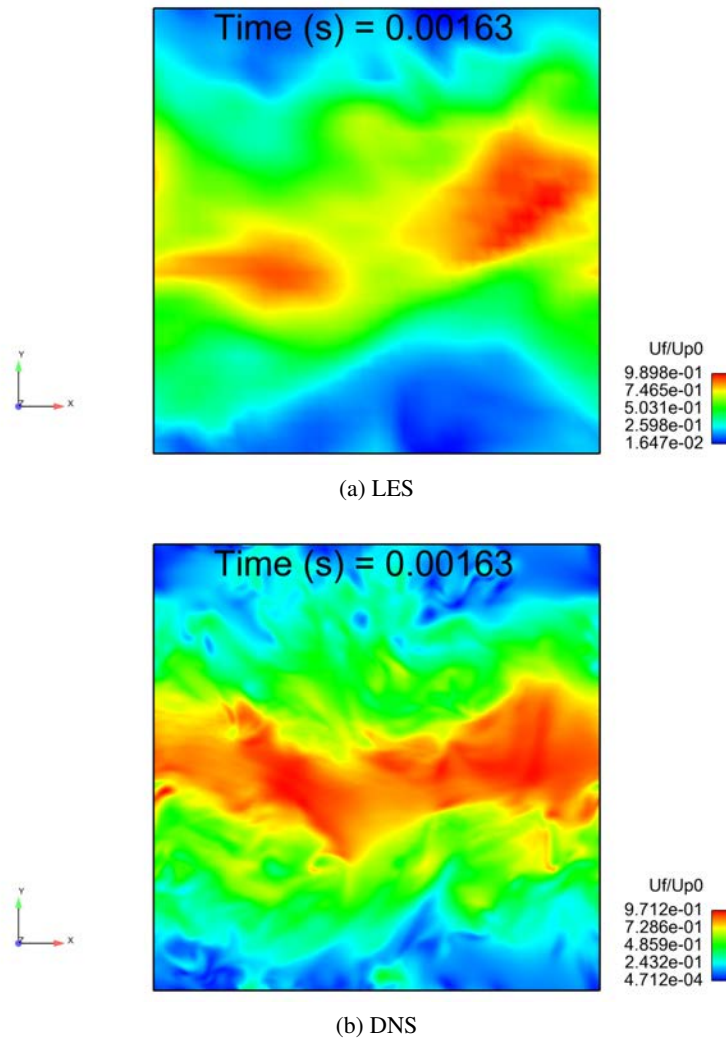 Time (s) = 0.00163
Uf/Up0
9.898e-01
7.465e-01
5.031e-01
2.598e-01
1.647e-02
Y
X
Z
(a) LES
Time (s) = 0.00163
Uf/Up0
9.712e-01
7.286e-01
4.859e-01
2.432e-01
4.712e-04
Y
X
Z
(b) DNS